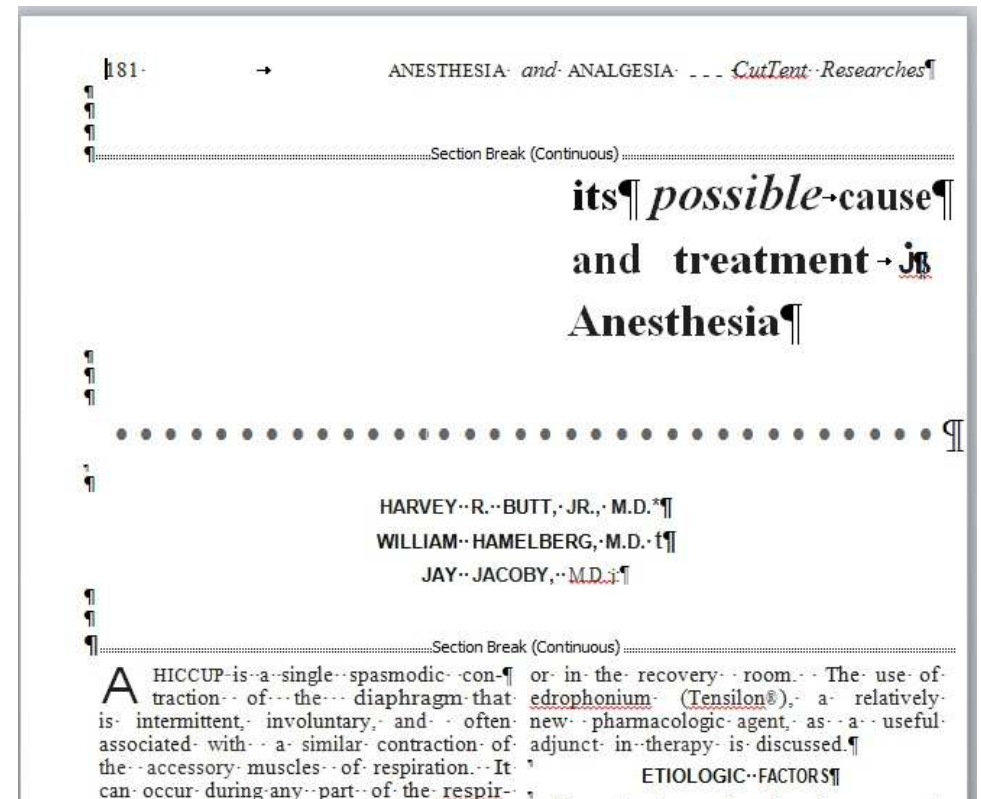 181 ANESTHESIA and ANALGESIA _ _ _ CutTent Researches
Section Break (Continuous)
its possible cause
and treatment jß
Anesthesia
HARVEY R. BUTT, JR., M.D.*
WILLIAM HAMELBERG, M.D. t
JAY JACOBY, M.D.j:
Section Break (Continuous)
A HICCUP is a single spasmodic con-
traction of the diaphragm that
is intermittent, involuntary, and often
associated with a similar contraction of
the accessory muscles of respiration. It
can occur during any part of the respir-
or in the recovery room. The use of
edrophonium (Tensilon®), a relatively
new pharmacologic agent, as a useful
adjunct in therapy is discussed.
ETIOLOGIC FACTORS